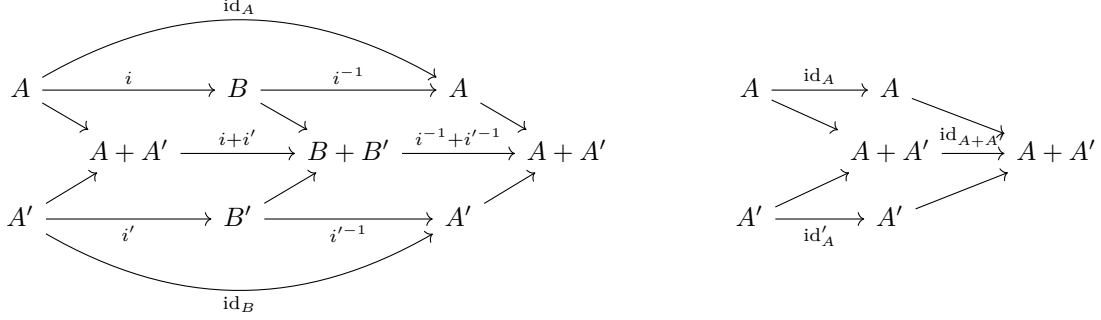 id_A
A i B i^{-1} A A id_A A
A + A′ i+i′ B + B′ i^{-1}+i′^{-1} A + A′ A + A′ id_{A+A′} A + A′
A′ i′ B′ i′^{-1} A′ A′ id′_A A′
id_B